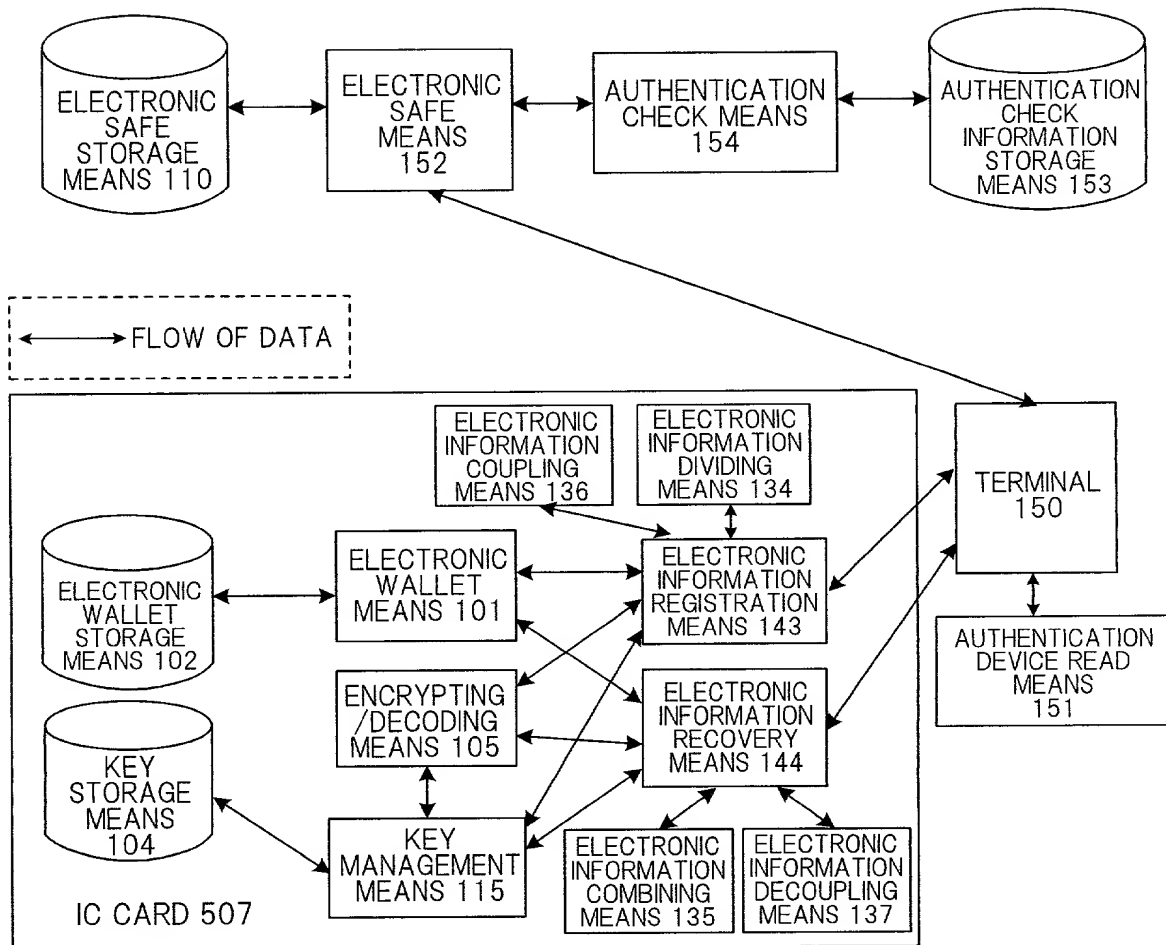 ELECTRONIC
SAFE
STORAGE
MEANS 110
ELECTRONIC
SAFE
MEANS
152
AUTHENTICATION
CHECK MEANS
154
AUTHENTICATION
CHECK
INFORMATION
STORAGE
MEANS 153
FLOW OF DATA
ELECTRONIC
INFORMATION
COUPLING
MEANS 136
ELECTRONIC
INFORMATION
DIVIDING
MEANS 134
TERMINAL
150
ELECTRONIC
WALLET
STORAGE
MEANS 102
ELECTRONIC
WALLET
MEANS 101
ELECTRONIC
INFORMATION
REGISTRATION
MEANS 143
AUTHENTICATION
DEVICE READ
MEANS
151
ENCRYPTING
/DECODING
MEANS 105
ELECTRONIC
INFORMATION
RECOVERY
MEANS 144
KEY
STORAGE
MEANS
104
KEY
MANAGEMENT
MEANS 115
ELECTRONIC
INFORMATION
COMBINING
MEANS 135
ELECTRONIC
INFORMATION
DECOUPLING
MEANS 137
IC CARD 507